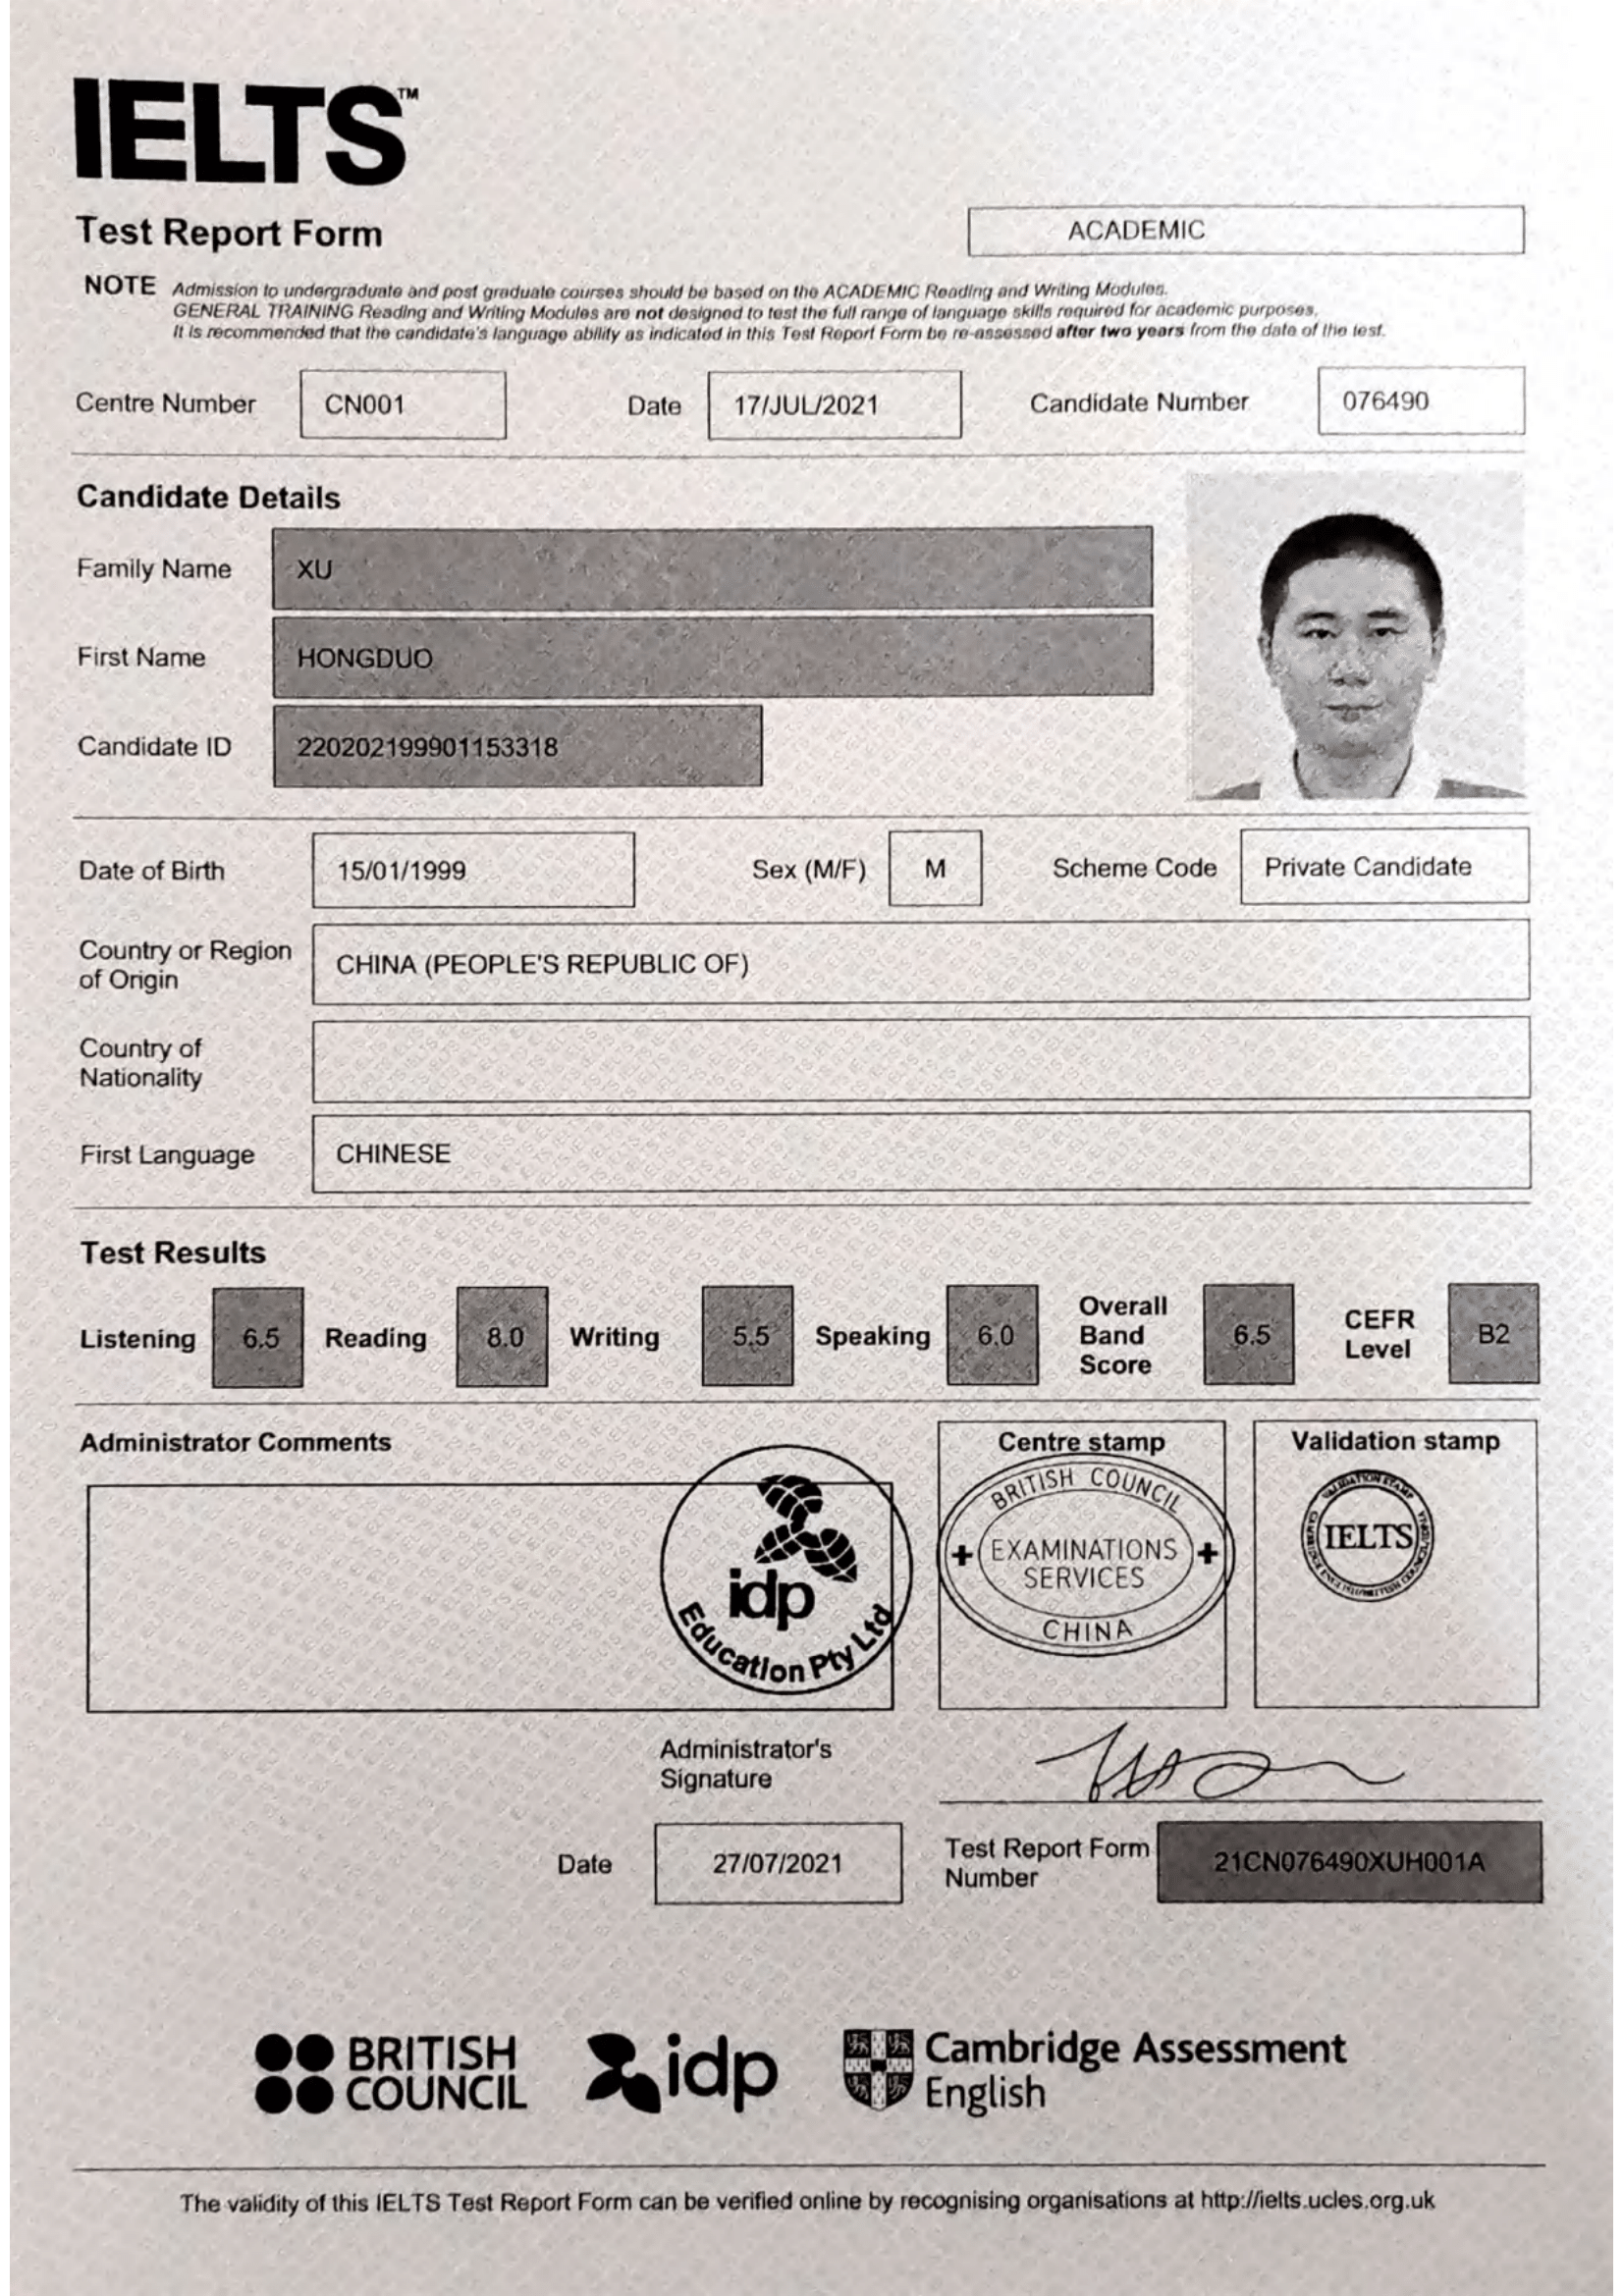 IELTS™
Test Report Form
ACADEMIC
NOTE Admission to undergraduate and post graduate courses should be based on the ACADEMIC Reading and Writing Modules.
GENERAL TRAINING Reading and Writing Modules are not designed to test the full range of language skills required for academic purposes.
It is recommended that the candidate's language ability as indicated in this Test Report Form be re-assessed after two years from the date of the test.
Centre Number CN001 Date 17/JUL/2021 Candidate Number 076490
Candidate Details
Family Name XU
First Name HONGDUO
Candidate ID 220202199901153318
Date of Birth 15/01/1999 Sex (M/F) M Scheme Code Private Candidate
Country or Region
of Origin
CHINA (PEOPLE'S REPUBLIC OF)
Country of
Nationality
First Language CHINESE
Test Results
Listening 6.5 Reading 8.0 Writing 5.5 Speaking 6.0 Overall Band Score 6.5 CEFR Level B2
Administrator Comments
idp
Education Pty Ltd
Centre stamp
BRITISH COUNCIL
EXAMINATIONS
SERVICES
CHINA
Validation stamp
VALIDATION STAMP
IELTS
Administrator's
Signature
Date 27/07/2021
Test Report Form
Number
21CN076490XUH001A
BRITISH
COUNCIL
idp
Cambridge Assessment
English
The validity of this IELTS Test Report Form can be verified online by recognising organisations at http://ielts.ucles.org.uk